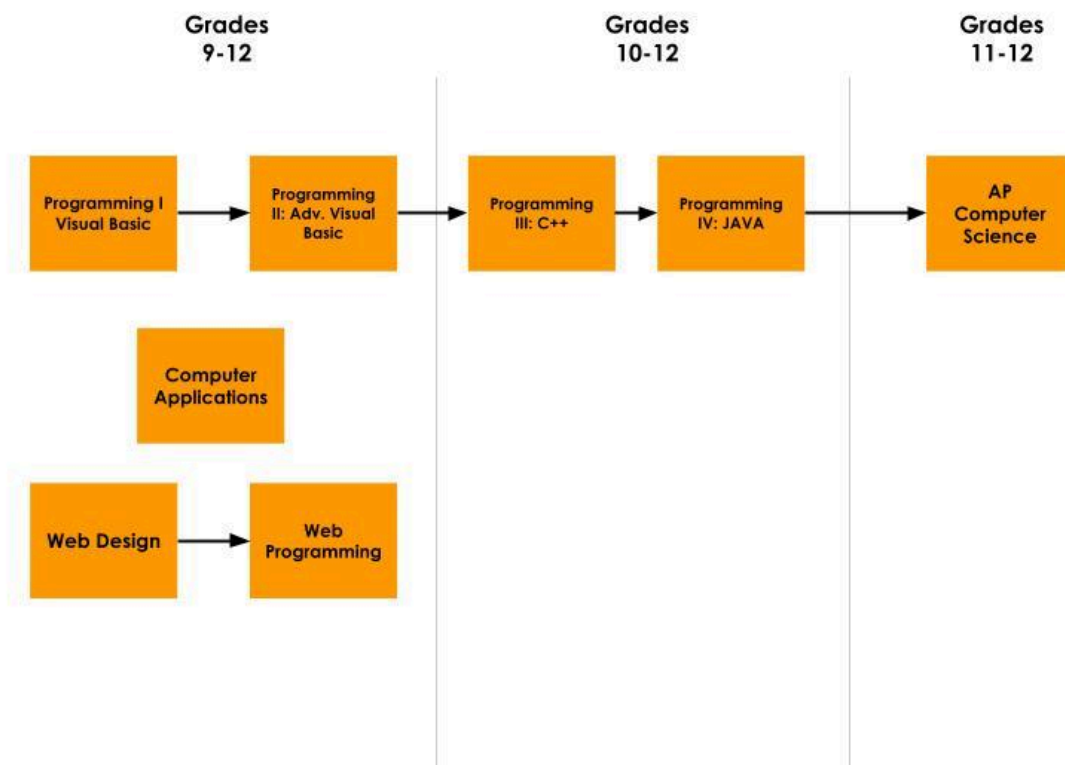 Grades
9-12
Grades
10-12
Grades
11-12
Programming I
Visual Basic
Programming
II: Adv. Visual
Basic
Programming
III: C++
Programming
IV: JAVA
AP
Computer
Science
Computer
Applications
Web Design
Web
Programming